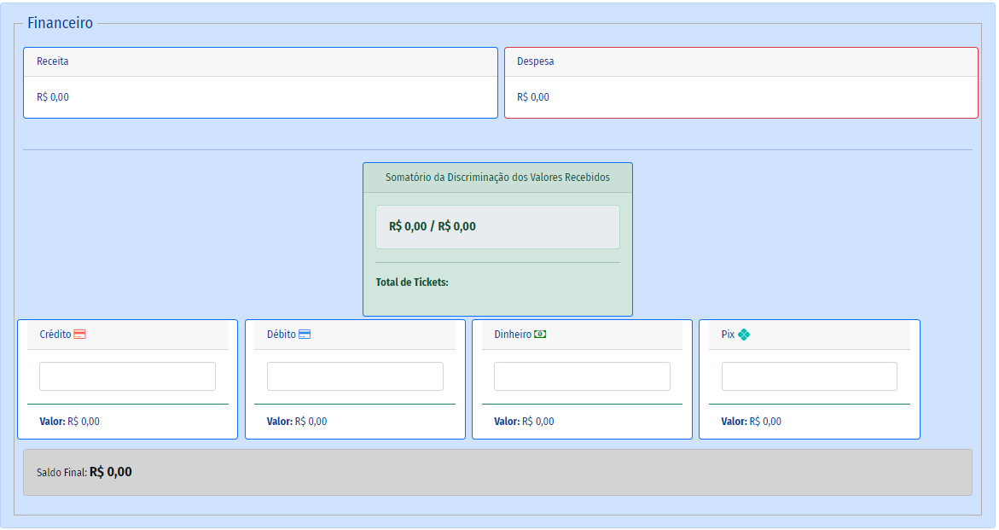 Financeiro
Receita
Despesa
R$ 0,00
R$ 0,00
Somatório da Discriminação dos Valores Recebidos
R$ 0,00 / R$ 0,00
Total de Tickets:
Crédito
Débito
Dinheiro
Pix
Valor: R$ 0,00
Valor: R$ 0,00
Valor: R$ 0,00
Valor: R$ 0,00
Saldo Final: R$ 0,00